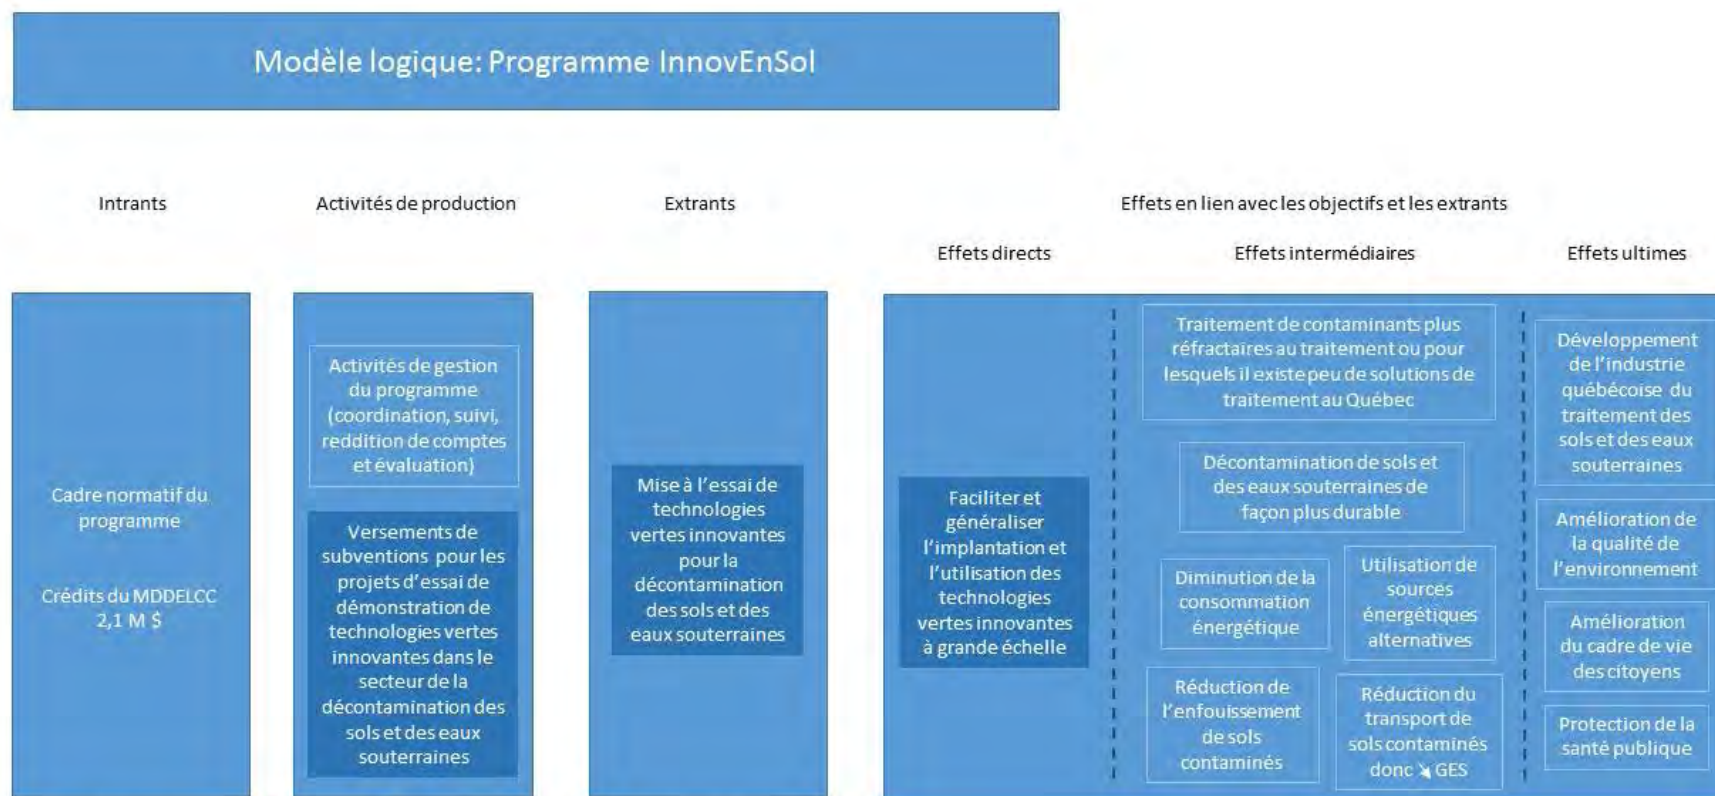 Modèle logique: Programme InnovEnSol
Intrants
Activités de production
Extrants
Effets en lien avec les objectifs et les extrants
Effets directs
Effets intermédiaires
Effets ultimes
Cadre normatif du
programme
Crédits du MDDELCC
2,1 M $
Activités de gestion
du programme
(coordination, suivi,
reddition de comptes
et évaluation)
Versements de
subventions pour les
projets d'essai de
démonstration de
technologies vertes
innovantes dans le
secteur de la
décontamination des
sols et des eaux
souterraines
Mise à l'essai de
technologies
vertes innovantes
pour la
décontamination
des sols et des
eaux souterraines
Faciliter et
généraliser
l'implantation et
l'utilisation des
technologies
vertes innovantes
à grande échelle
Traitement de contaminants plus
réfractaires au traitement ou pour
lesquels il existe peu de solutions de
traitement au Québec
Décontamination de sols et
des eaux souterraines de
façon plus durable
Diminution de la
consommation
énergétique
Utilisation de
sources
énergétiques
alternatives
Réduction de
l'enfouissement
de sols
contaminés
Réduction du
transport de
sols contaminés
donc ↘ GES
Développement
de l'industrie
québécoise du
traitement des
sols et des eaux
souterraines
Amélioration de
la qualité de
l'environnement
Amélioration
du cadre de vie
des citoyens
Protection de la
santé publique